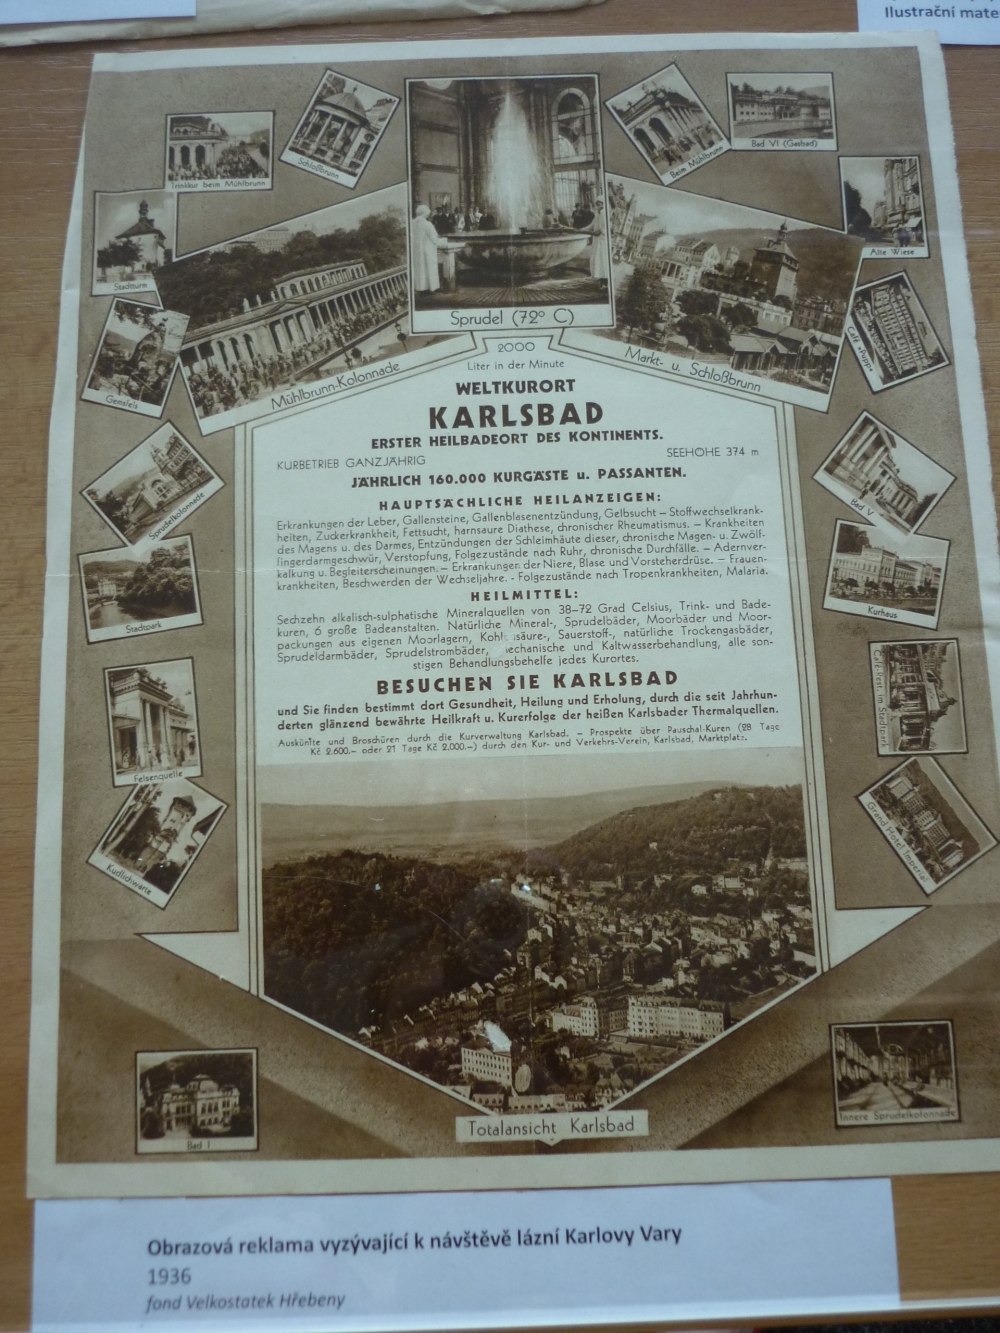 Ilustrační mate
Trinkkur beim Mühlbrunn
Schloßbrunn
Sprudel (72° C)
Beim Mühlbrunn
Bad VI (Gasbad)
Stadtturm
Mühlbrunn-Kolonnade
Markt- u. Schloßbrunn
Alte Wiese
Gensfels
Café Pupp
Sprudelkolonnade
Bad V
Stadtpark
Kurhaus
Felsenquelle
Café-Rest. im Stadtpark
Kudlichwarte
Grand Hotel Imperial
2000
Liter in der Minute
WELTKURORT
KARLSBAD
ERSTER HEILBADEORT DES KONTINENTS.
KURBETRIEB GANZJÄHRIG SEEHÖHE 374 m
JÄHRLICH 160.000 KURGÄSTE u. PASSANTEN.
HAUPTSÄCHLICHE HEILANZEIGEN:
Erkrankungen der Leber, Gallensteine, Gallenblasenentzündung, Gelbsucht – Stoffwechselkrank-
heiten, Zuckerkrankheit, Fettsucht, harnsaure Diathese, chronischer Rheumatismus. – Krankheiten
des Magens u. des Darmes, Entzündungen der Schleimhäute dieser, chronische Magen- u. Zwölf-
fingerdarmgeschwür, Verstopfung, Folgezustände nach Ruhr, chronische Durchfälle. – Adernver-
kalkung u. Begleiterscheinungen. – Erkrankungen der Niere, Blase und Vorsteherdrüse. – Frauen-
krankheiten, Beschwerden der Wechseljahre. - Folgezustände nach Tropenkrankheiten, Malaria.
HEILMITTEL:
Sechzehn alkalisch-sulphatische Mineralquellen von 38–72 Grad Celsius, Trink- und Bade-
kuren, 6 große Badeanstalten. Natürliche Mineral-, Sprudelbäder, Moorbäder und Moor-
packungen aus eigenen Moorlagern, Kohlensäure-, Sauerstoff-, natürliche Trockengasbäder,
Sprudeldarmbäder, Sprudelstrombäder, mechanische und Kaltwasserbehandlung, alle son-
stigen Behandlungsbehelfe jedes Kurortes.
BESUCHEN SIE KARLSBAD
und Sie finden bestimmt dort Gesundheit, Heilung und Erholung, durch die seit Jahrhun-
derten glänzend bewährte Heilkraft u. Kurerfolge der heißen Karlsbader Thermalquellen.
Auskünfte und Broschüren durch die Kurverwaltung Karlsbad. – Prospekte über Pauschal-Kuren (28 Tage
Kč 2.600.– oder 21 Tage Kč 2.000.–) durch den Kur- und Verkehrs-Verein, Karlsbad, Marktplatz.
Bad I
Totalansicht Karlsbad
Innere Sprudelkolonnade
Obrazová reklama vyzývající k návštěvě lázní Karlovy Vary
1936
fond Velkostatek Hřebeny